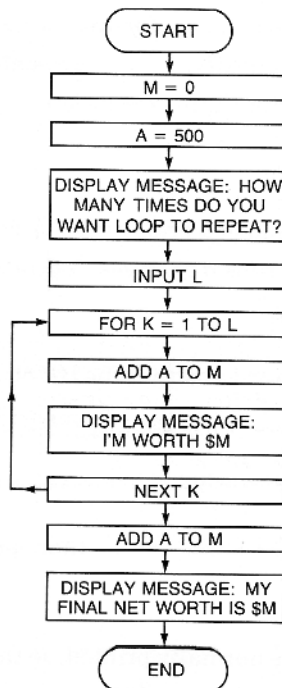 START
M = 0
A = 500
DISPLAY MESSAGE: HOW
MANY TIMES DO YOU
WANT LOOP TO REPEAT?
INPUT L
FOR K = 1 TO L
ADD A TO M
DISPLAY MESSAGE:
I'M WORTH $M
NEXT K
ADD A TO M
DISPLAY MESSAGE: MY
FINAL NET WORTH IS $M
END